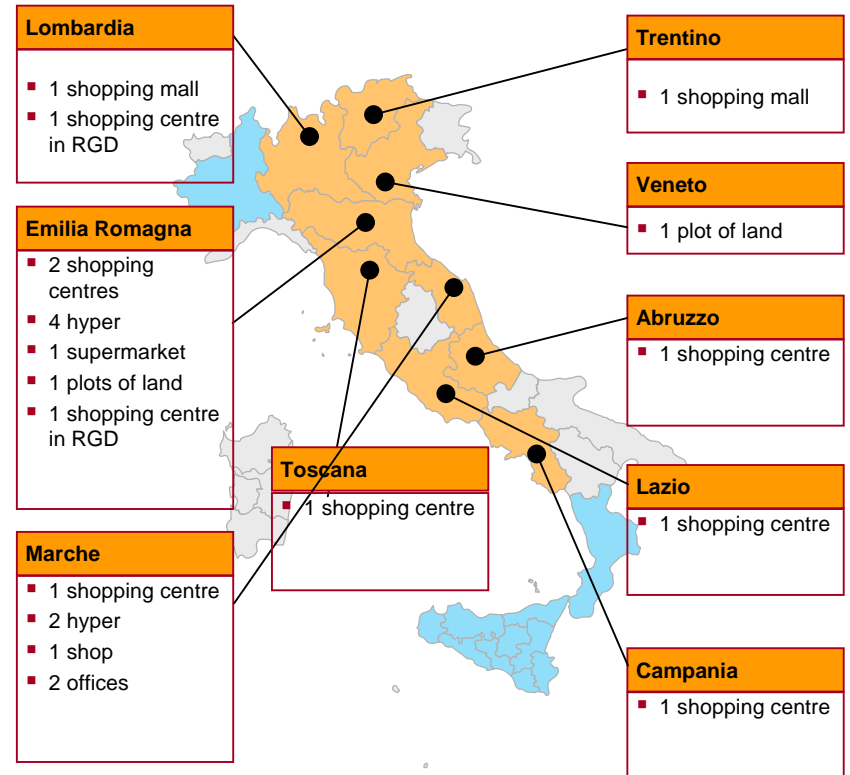 Lombardia
1 shopping mall
1 shopping centre
in RGD
Emilia Romagna
2 shopping
centres
4 hyper
1 supermarket
1 plots of land
1 shopping centre
in RGD
Marche
1 shopping centre
2 hyper
1 shop
2 offices
Toscana
1 shopping centre
Trentino
1 shopping mall
Veneto
1 plot of land
Abruzzo
1 shopping centre
Lazio
1 shopping centre
Campania
1 shopping centre